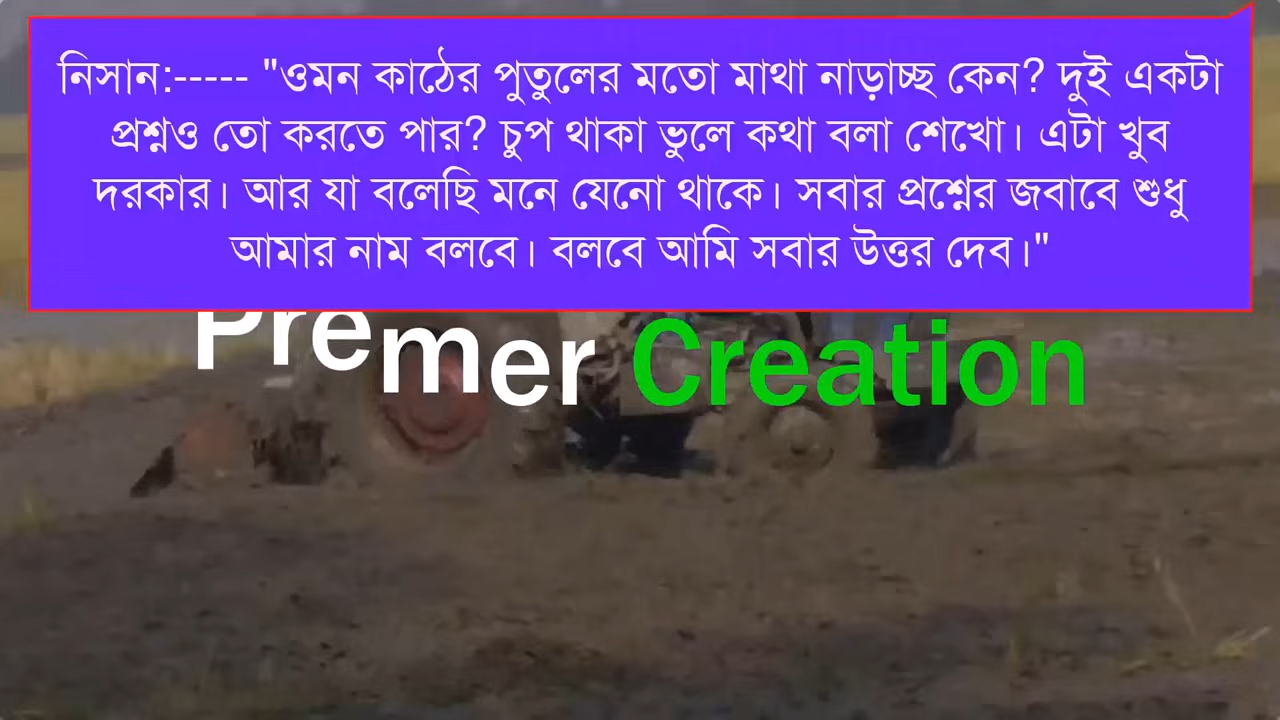 নিসান:----- "ওমন কাঠের পুতুলের মতো মাথা নাড়াচ্ছ কেন? দুই একটা
প্রশ্নও তো করতে পার? চুপ থাকা ভুলে কথা বলা শেখো। এটা খুব
দরকার। আর যা বলেছি মনে যেনো থাকে। সবার প্রশ্নের জবাবে শুধু
আমার নাম বলবে। বলবে আমি সবার উত্তর দেব।"
Premer Creation